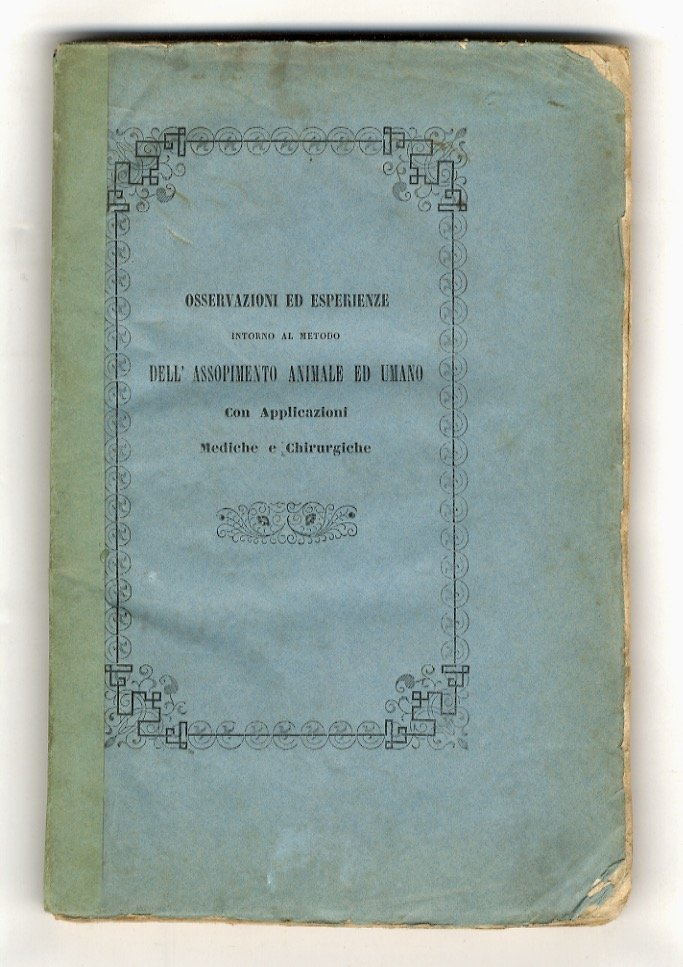 OSSERVAZIONI ED ESPERIENZE
INTORNO AL METODO
DELL' ASSOPIMENTO ANIMALE ED UMANO
Con Applicazioni
Mediche e Chirurgiche